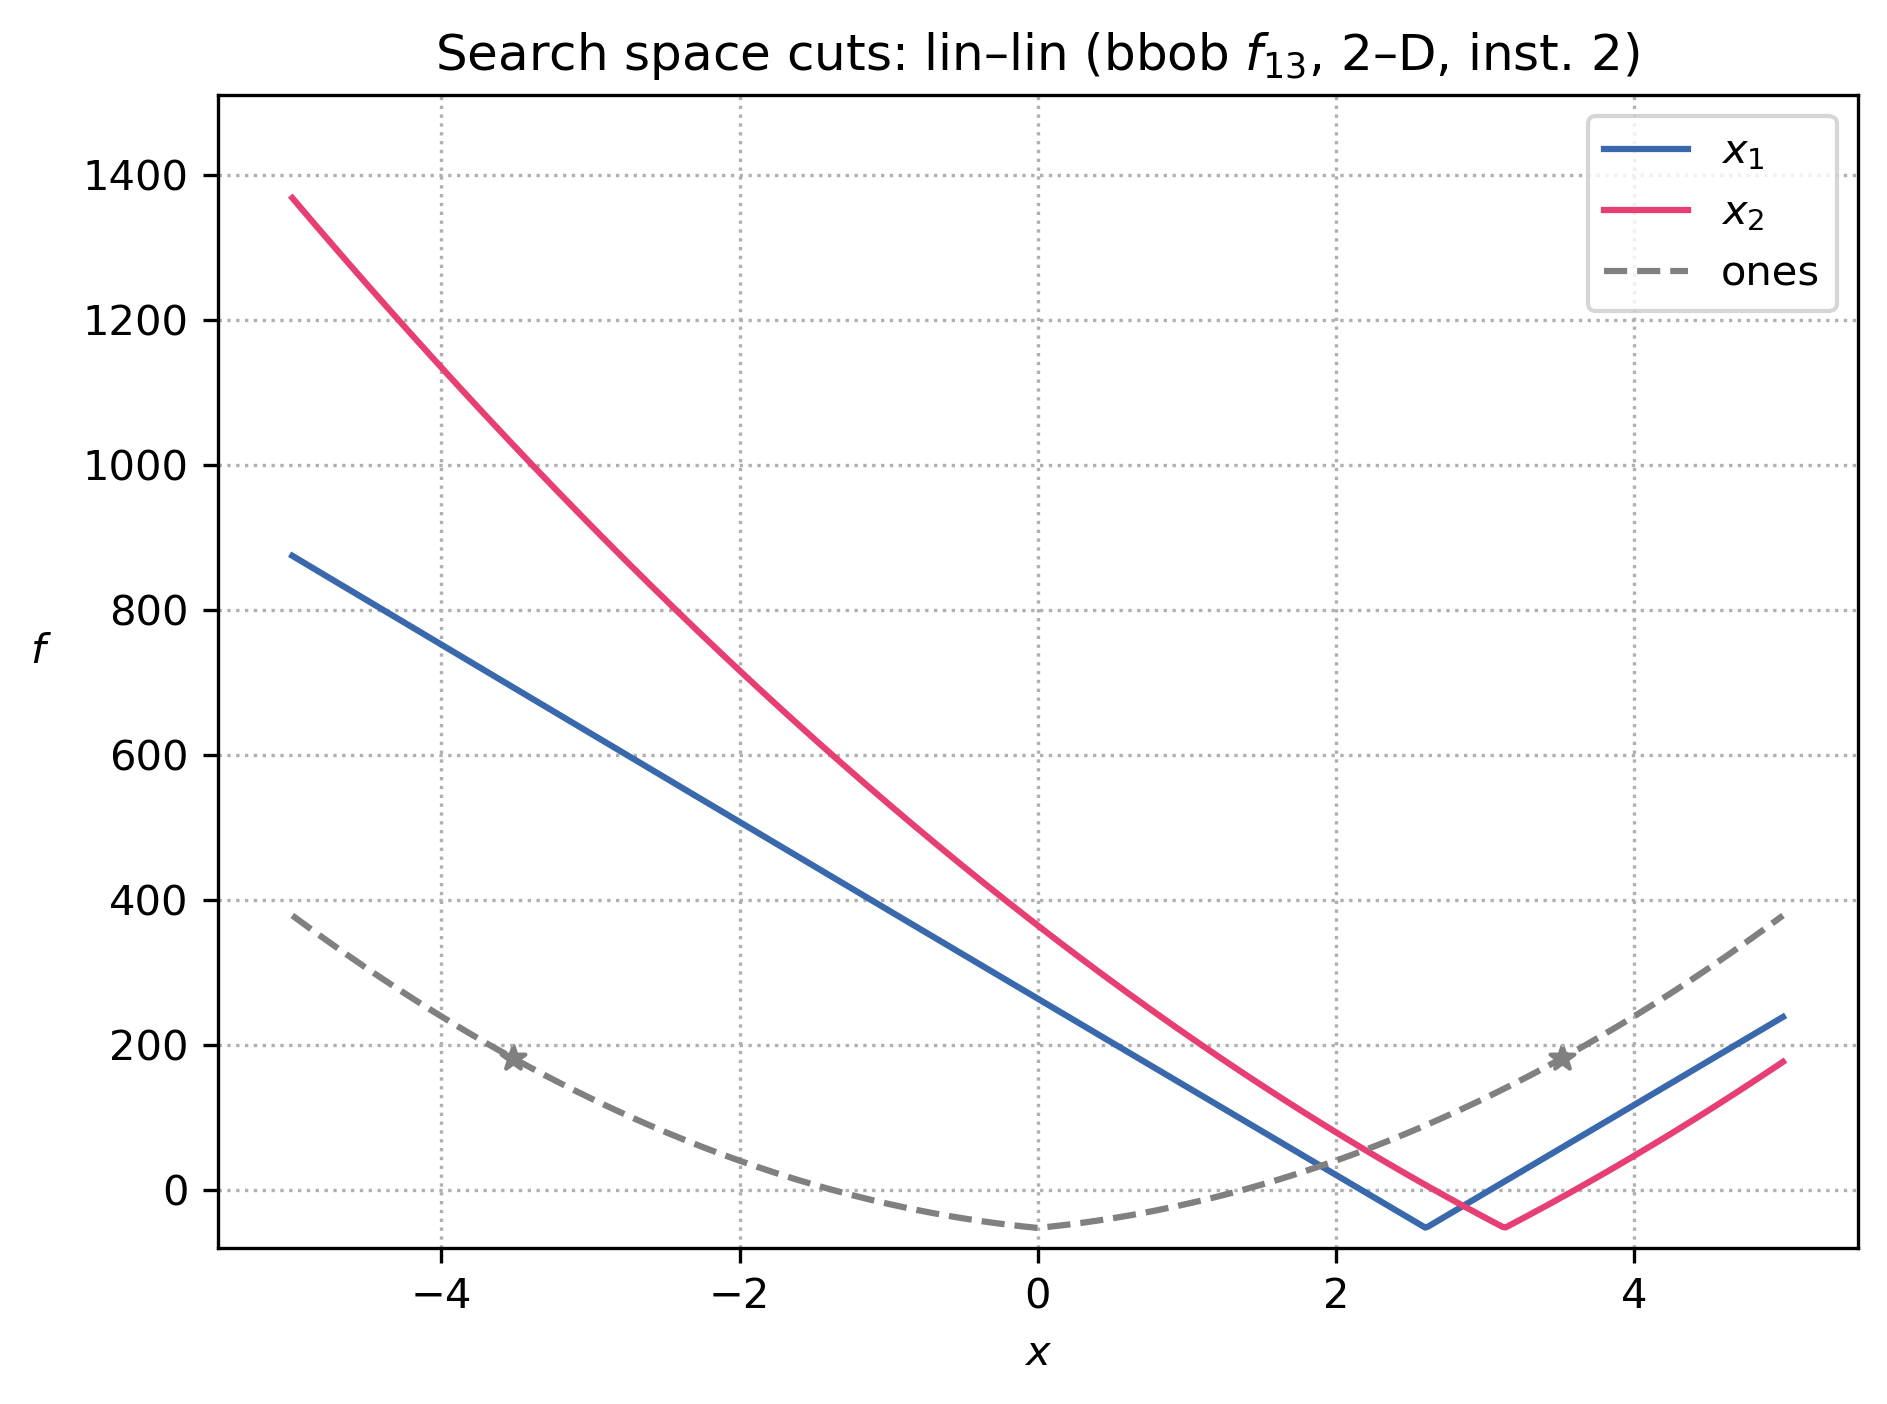 Search space cuts: lin–lin (bbob f₁₃, 2–D, inst. 2)
x₁
x₂
ones
1400
1200
1000
800
600
400
200
0
f
−4
−2
0
2
4
x